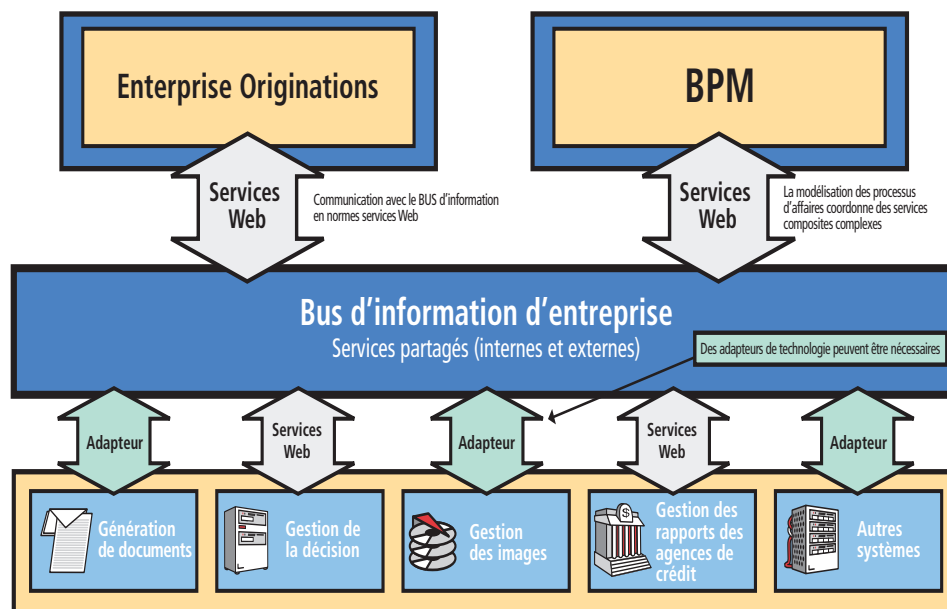 Enterprise Originations
BPM
Services
Web
Communication avec le BUS d'information
en normes services Web
Services
Web
La modélisation des processus
d'affaires coordonne des services
composites complexes
Bus d'information d'entreprise
Services partagés (internes et externes)
Des adapteurs de technologie peuvent être nécessaires
Adapteur
Services
Web
Adapteur
Services
Web
Adapteur
Génération
de documents
Gestion de
la décision
Gestion
des images
$
Gestion des
rapports des
agences de
crédit
Autres
systèmes